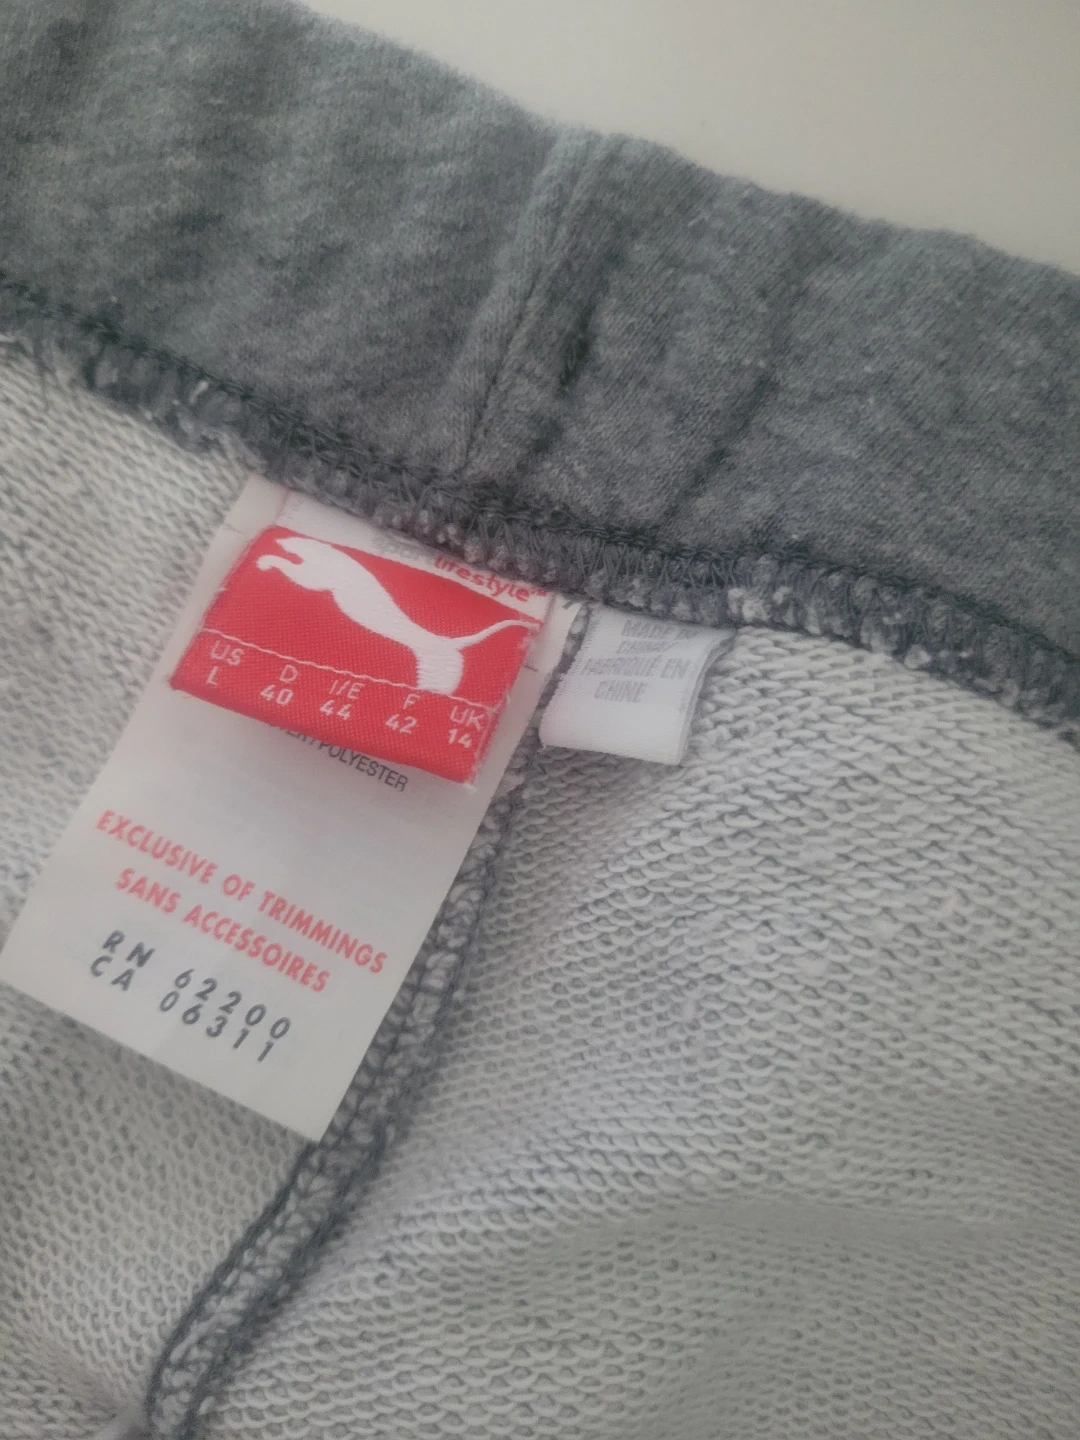 lifestyle™
US D I/E F UK
L 40 44 42 14
POLYESTER
EXCLUSIVE OF TRIMMINGS
SANS ACCESSOIRES
RN 62200
CA 06311
MADE IN
CHINA
FABRIQUÉ EN
CHINE